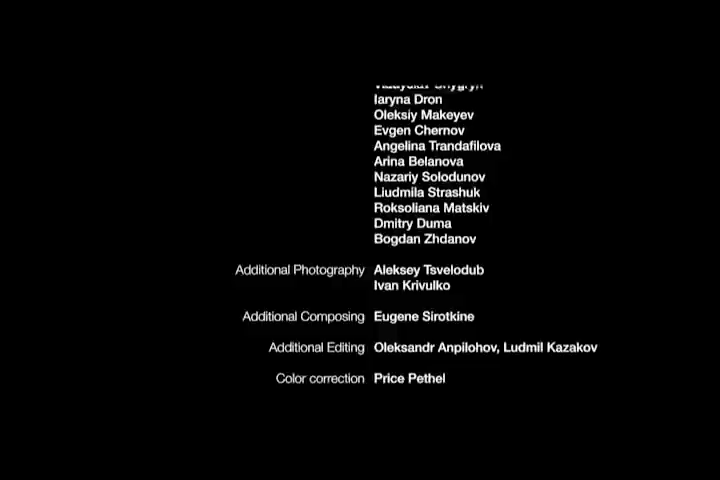 Iaryna Dron
Oleksiy Makeyev
Evgen Chernov
Angelina Trandafilova
Arina Belanova
Nazariy Solodunov
Liudmila Strashuk
Roksoliana Matskiv
Dmitry Duma
Bogdan Zhdanov
Additional Photography Aleksey Tsvelodub
Ivan Krivulko
Additional Composing Eugene Sirotkine
Additional Editing Oleksandr Anpilohov, Ludmil Kazakov
Color correction Price Pethel